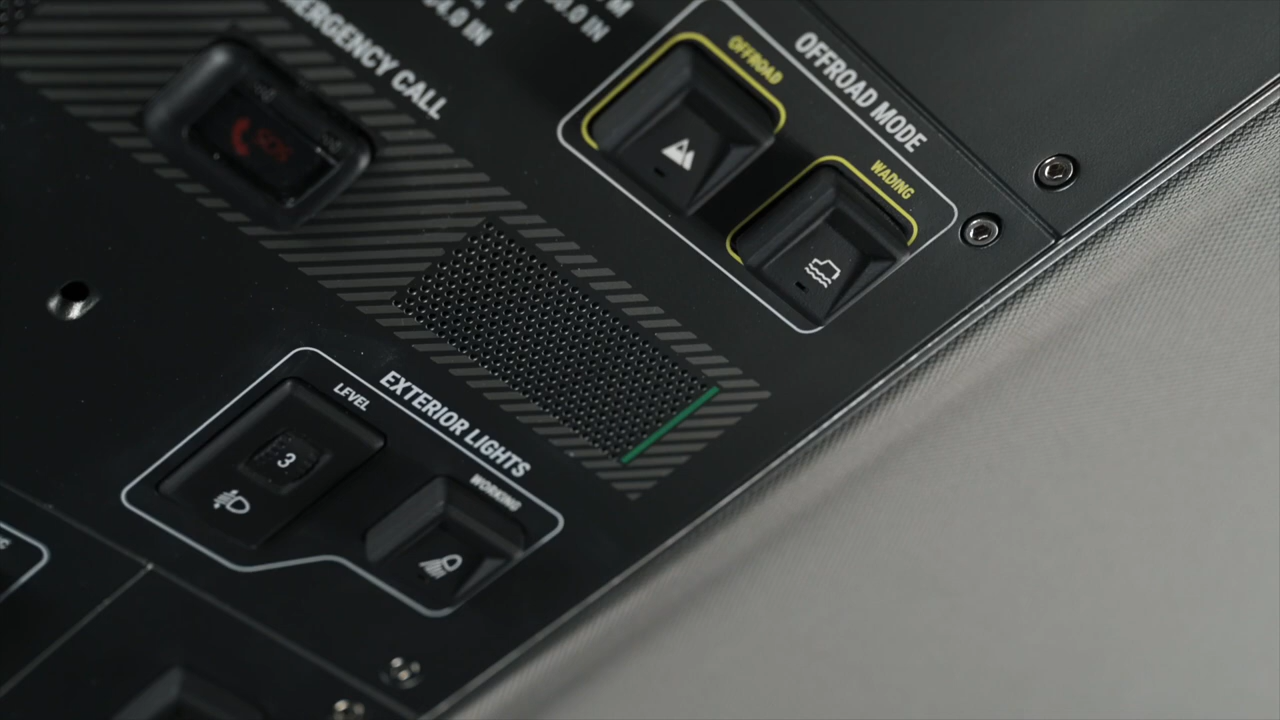 M
EMERGENCY CALL
SOS
OFFROAD MODE
OFFROAD
WADING
EXTERIOR LIGHTS
LEVEL
3
WORKING